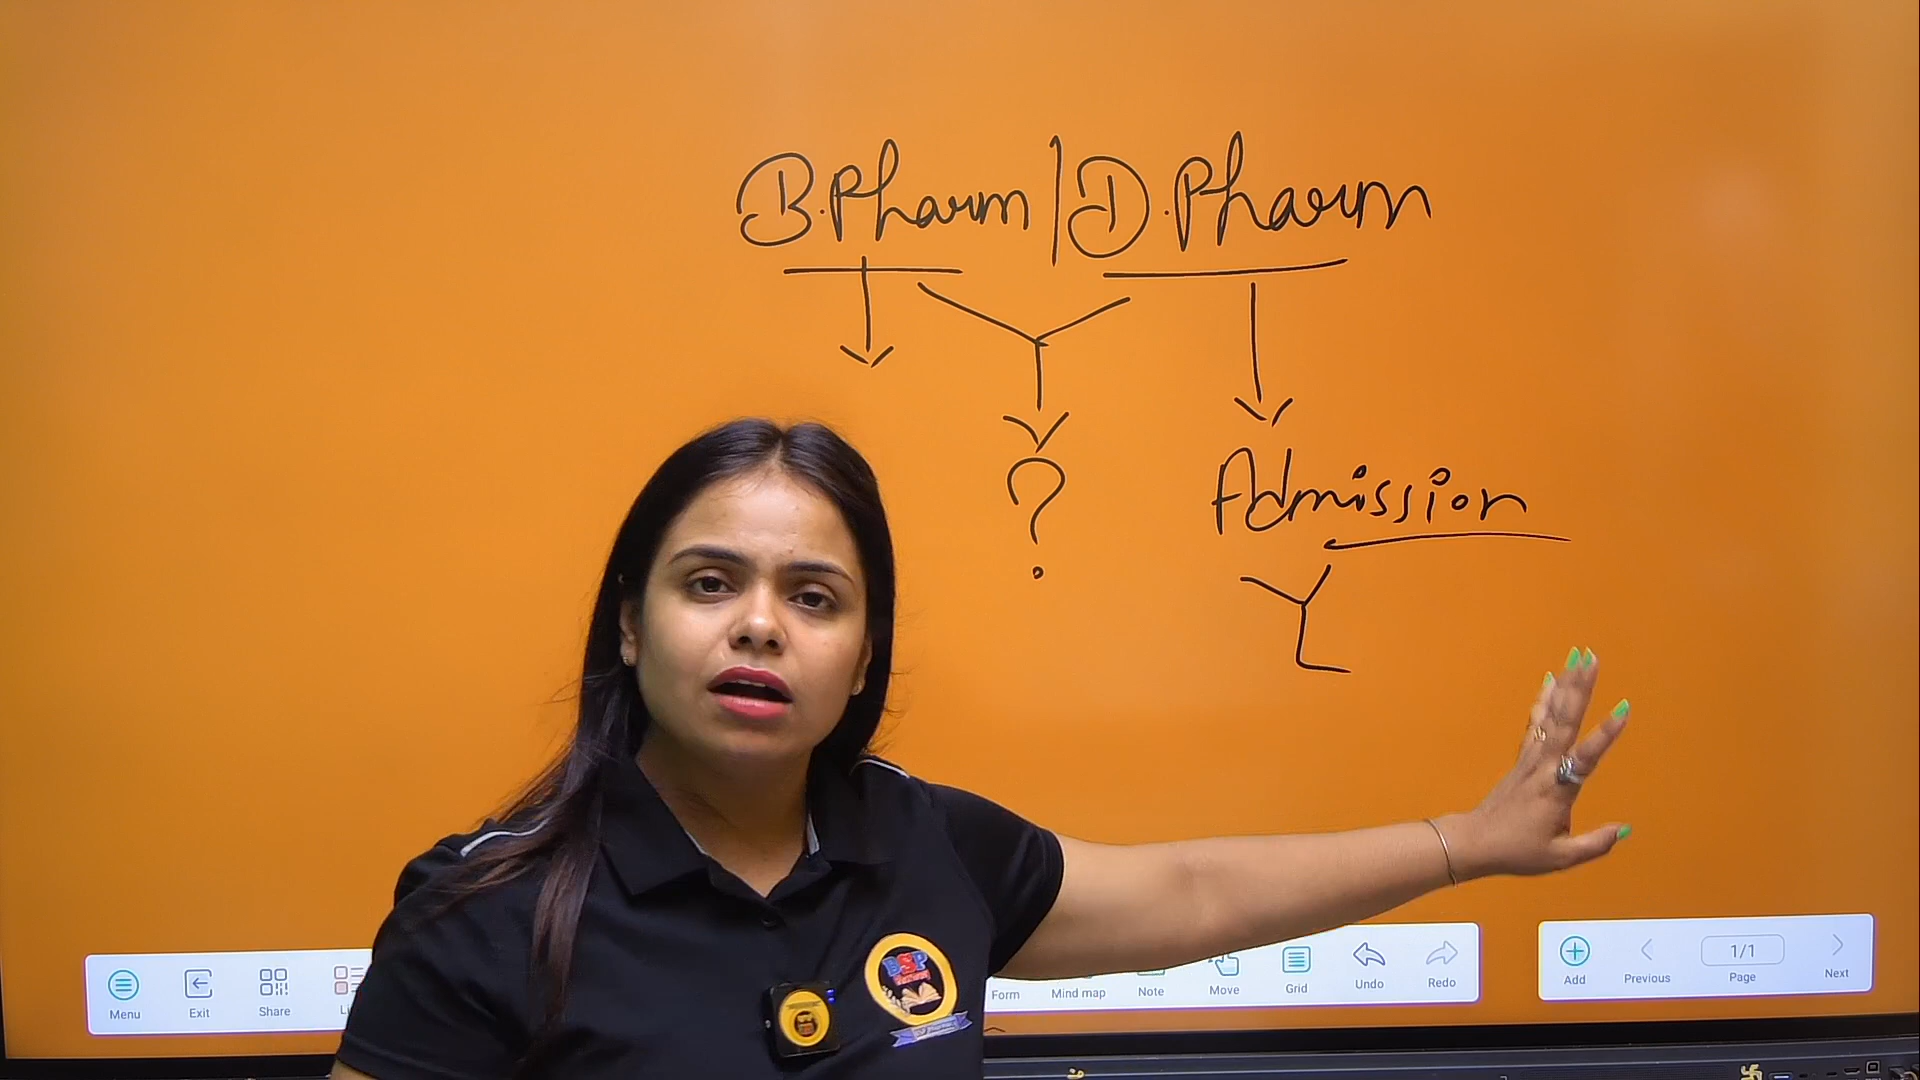 B.Pharm | D.Pharm
?
Admission
Menu
Exit
Share
Form
Mind map
Note
Move
Grid
Undo
Redo
Add
Previous
1/1
Page
Next
BSP